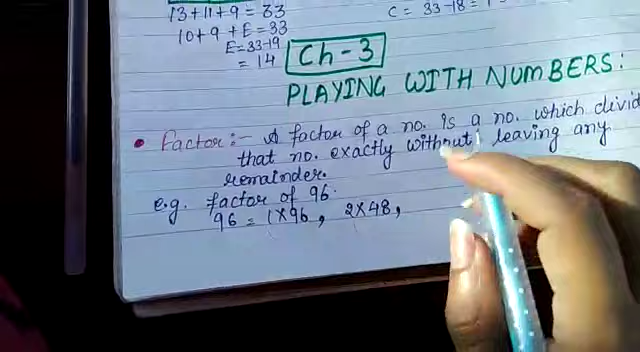 13+11+9 = 33
10+9 +E = 33
E = 33-19
= 14
C = 33-18 =
Ch - 3
PLAYING WITH NUMBERS:
• Factor :- A factor of a no. is a no. which divid
that no. exactly without leaving any
remainder.
e.g. factor of 96.
96 = 1×96, 2×48,